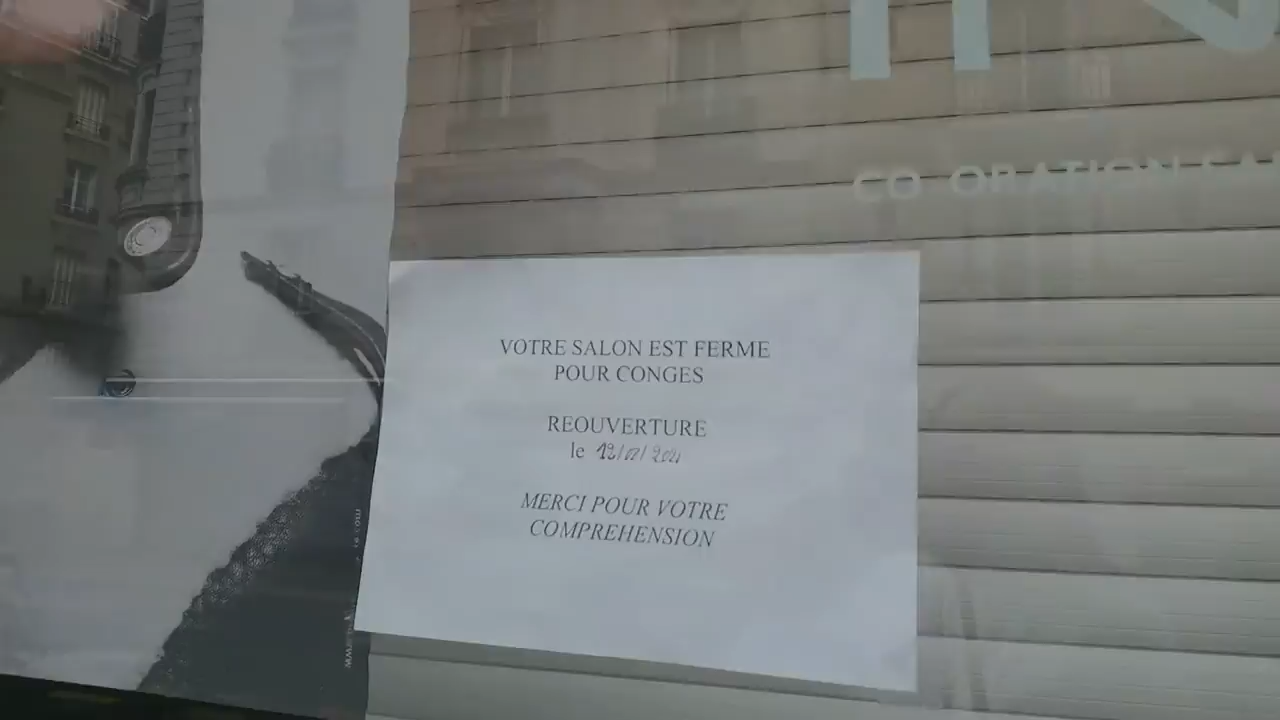 VOTRE SALON EST FERME
POUR CONGES
REOUVERTURE
le
MERCI POUR VOTRE
COMPREHENSION